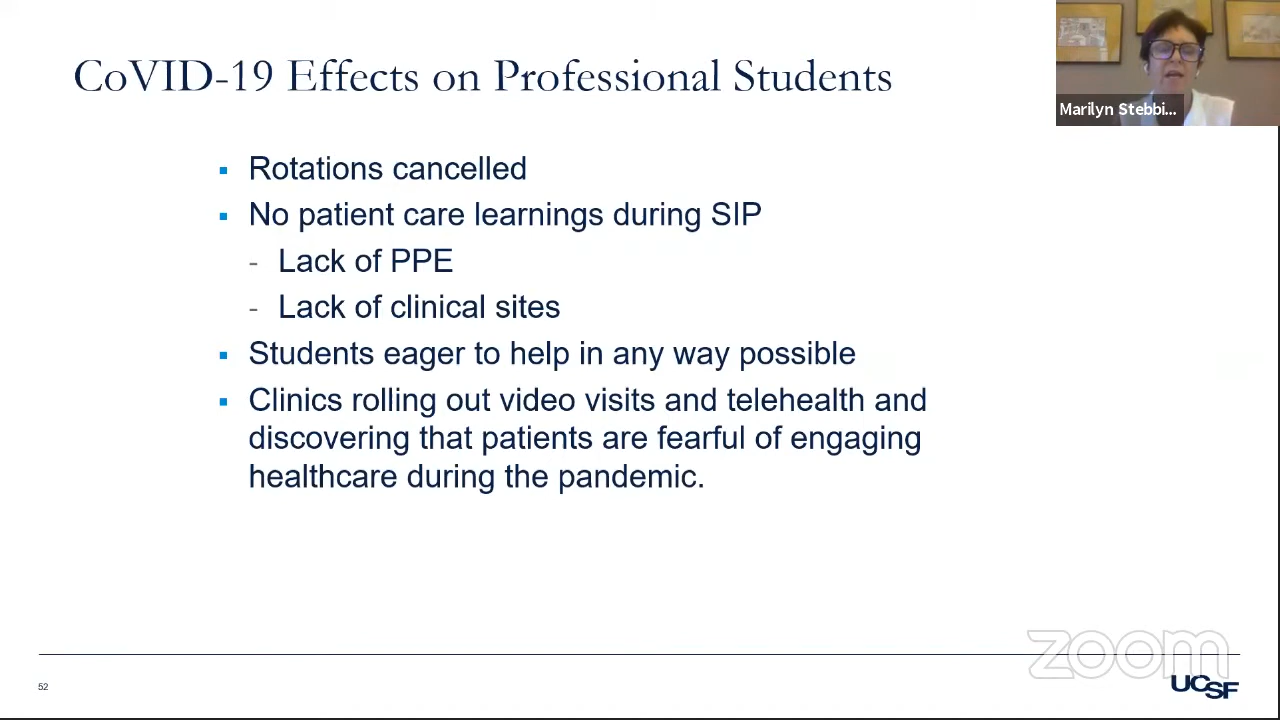 CoVID-19 Effects on Professional Students
Marilyn Stebbi...
▪ Rotations cancelled
▪ No patient care learnings during SIP
- Lack of PPE
- Lack of clinical sites
▪ Students eager to help in any way possible
▪ Clinics rolling out video visits and telehealth and
discovering that patients are fearful of engaging
healthcare during the pandemic.
zoom
52
UCSF